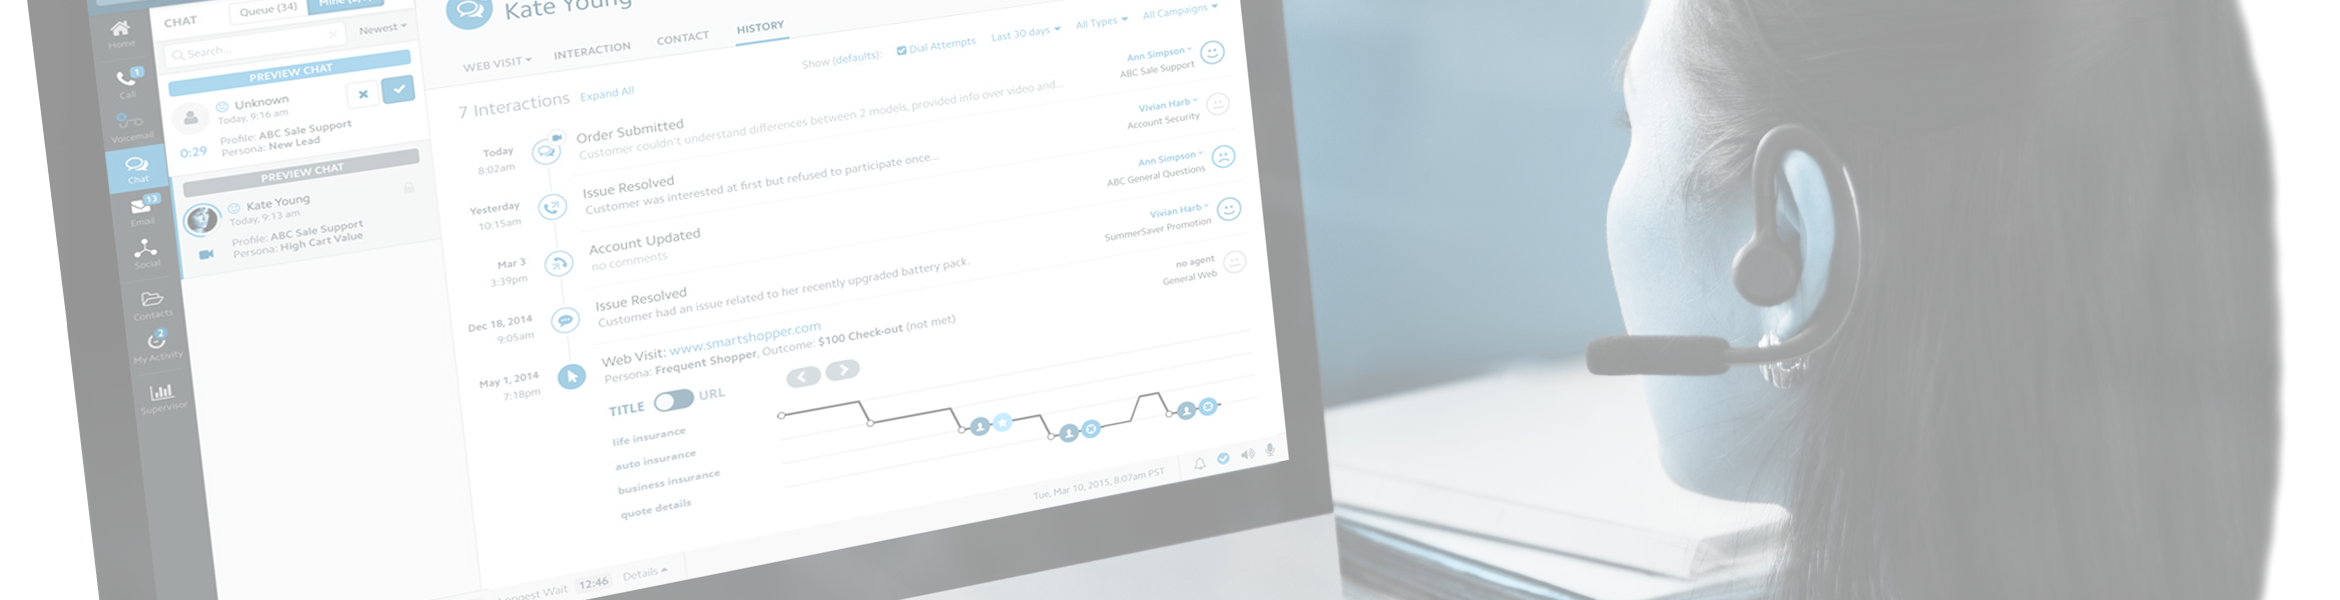 CHAT
Queue (34)
Search...
Newest
PREVIEW CHAT
Unknown
Today, 9:16 am
Profile: ABC Sale Support
Persona: New Lead
0:29
PREVIEW CHAT
Kate Young
Today, 9:13 am
Profile: ABC Sale Support
Persona: High Cart Value
Home
1
Call
Voicemail
Chat
13
Email
Social
Contacts
2
My Activity
Supervisor
Kate Young
WEB VISIT INTERACTION CONTACT HISTORY
Show (defaults): Dial Attempts Last 30 days All Types All Campaigns
7 Interactions Expand All
Today
8:02am
Order Submitted
Customer couldn't understand differences between 2 models, provided info over video and...
Ann Simpson
ABC Sale Support
Yesterday
10:15am
Issue Resolved
Customer was interested at first but refused to participate once...
Vivian Harb
Account Security
Mar 3
3:39pm
Account Updated
no comments
Ann Simpson
ABC General Questions
Dec 18, 2014
9:05am
Issue Resolved
Customer had an issue related to her recently upgraded battery pack.
Vivian Harb
SummerSaver Promotion
May 1, 2014
7:18pm
Web Visit: www.smartshopper.com
Persona: Frequent Shopper, Outcome: $100 Check-out (not met)
no agent
General Web
TITLE URL
life insurance
auto insurance
business insurance
quote details
Tue, Mar 10, 2015, 8:07am PST
Wait 12:46 Details